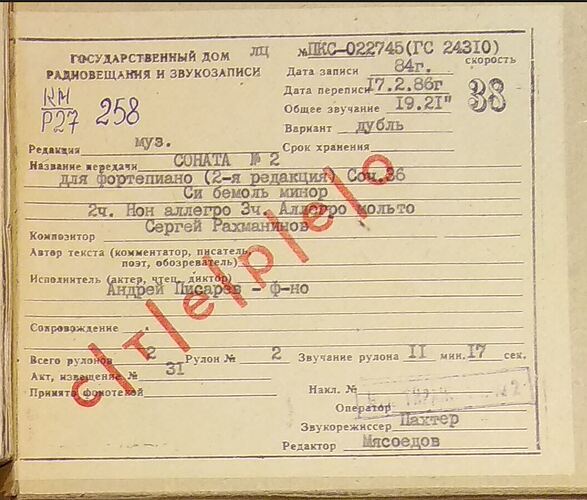 ГОСУДАРСТВЕННЫЙ ДОМ ЛЦ
РАДИОВЕЩАНИЯ И ЗВУКОЗАПИСИ
№ ПКС-022745(ГС 24310)
скорость
38
Дата записи 84г.
Дата переписи 17.2.86г
Общее звучание 19.21"
Вариант дубль
КМ
Р27 258
Редакция муз. Срок хранения
Название передачи СОНАТА № 2
для фортепиано (2-я редакция) Соч.36
Си бемоль минор
2ч. Нон аллегро 3ч. Аллегро мольто
Сергей Рахманинов
Композитор
Автор текста (комментатор, писатель,
поэт, обозреватель)
Исполнитель (актер, чтец, диктор)
Андрей Писарев - ф-но
с/т/е/р/е/о
Сопровождение
Всего рулонов 2 Рулон № 2 Звучание рулона 11 мин. 17 сек.
Акт, извещение № 31
Принята фонотекой Накл. №
Оператор
Звукорежиссер Пахтер
Редактор Мясоедов